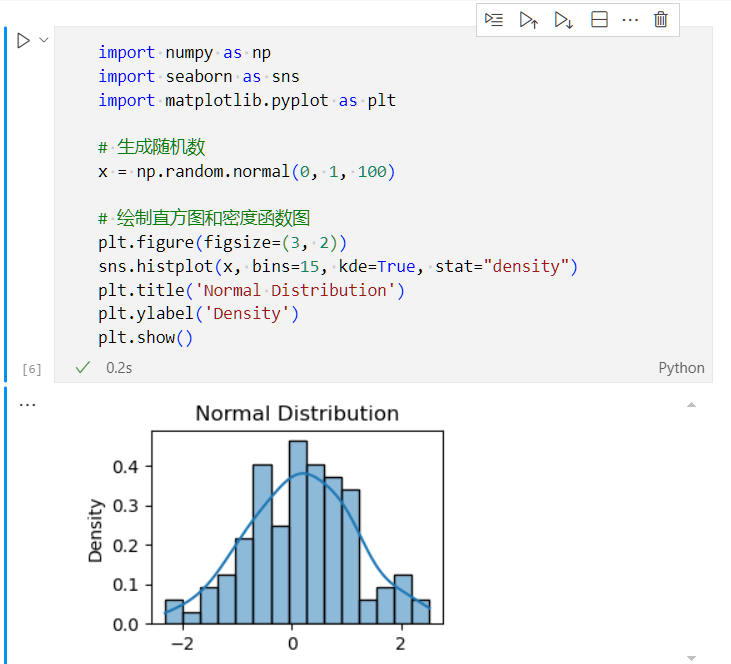 import numpy as np
import seaborn as sns
import matplotlib.pyplot as plt
# 生成随机数
x = np.random.normal(0, 1, 100)
# 绘制直方图和密度函数图
plt.figure(figsize=(3, 2))
sns.histplot(x, bins=15, kde=True, stat="density")
plt.title('Normal Distribution')
plt.ylabel('Density')
plt.show()
[6]
0.2s
Python
Normal Distribution
Density
0.4
0.3
0.2
0.1
0.0
−2
0
2